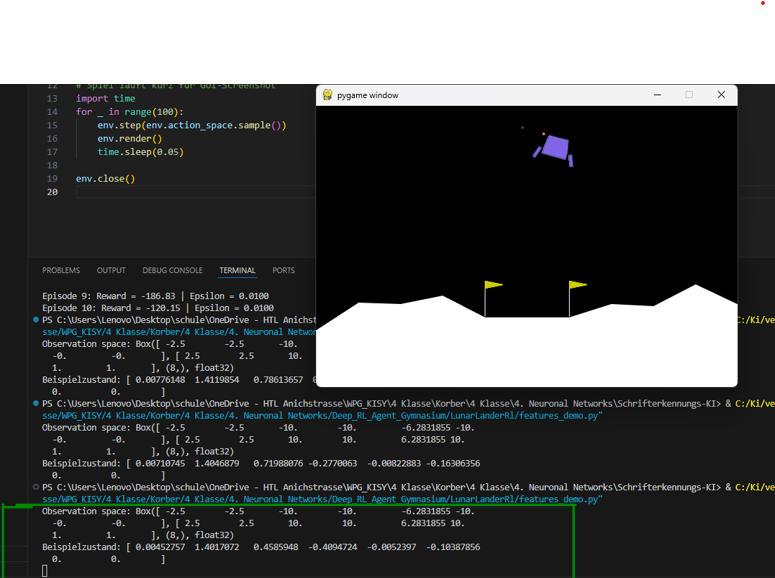 12 # Spiel läuft kurz für GUI-Screenshot
13 import time
14 for _ in range(100):
15 env.step(env.action_space.sample())
16 env.render()
17 time.sleep(0.05)
18
19 env.close()
20
pygame window
PROBLEMS OUTPUT DEBUG CONSOLE TERMINAL PORTS
Episode 9: Reward = -186.83 | Epsilon = 0.0100
Episode 10: Reward = -120.15 | Epsilon = 0.0100
PS C:\Users\Lenovo\Desktop\schule\OneDrive - HTL Anichstrasse C:/Ki/ve
sse/WPG_KISY/4 Klasse/Korber/4 Klasse/4. Neuronal Networ
Observation space: Box([ -2.5 -2.5 -10.
-0. -0. ], [ 2.5 2.5 10.
1. 1. ], (8,), float32)
Beispielzustand: [ 0.00776148 1.4119854 0.78613657
0. 0. ]
PS C:\Users\Lenovo\Desktop\schule\OneDrive - HTL Anichstrasse\WPG_KISY\4 Klasse\Korber\4 Klasse\4. Neuronal Networks\Schrifterkennungs-KI> & C:/Ki/ve
sse/WPG_KISY/4 Klasse/Korber/4 Klasse/4. Neuronal Networks/Deep_RL_Agent_Gymnasium/LunarLanderRl/features_demo.py"
Observation space: Box([ -2.5 -2.5 -10. -10. -6.2831855 -10.
-0. -0. ], [ 2.5 2.5 10. 10. 6.2831855 10.
1. 1. ], (8,), float32)
Beispielzustand: [ 0.00710745 1.4046879 0.71988076 -0.2770063 -0.00822883 -0.16306356
0. 0. ]
PS C:\Users\Lenovo\Desktop\schule\OneDrive - HTL Anichstrasse\WPG_KISY\4 Klasse\Korber\4 Klasse\4. Neuronal Networks\Schrifterkennungs-KI> & C:/Ki/ve
sse/WPG_KISY/4 Klasse/Korber/4 Klasse/4. Neuronal Networks/Deep_RL_Agent_Gymnasium/LunarLanderRl/features_demo.py"
Observation space: Box([ -2.5 -2.5 -10. -10. -6.2831855 -10.
-0. -0. ], [ 2.5 2.5 10. 10. 6.2831855 10.
1. 1. ], (8,), float32)
Beispielzustand: [ 0.00452757 1.4017072 0.4585948 -0.4094724 -0.0052397 -0.10387856
0. 0. ]